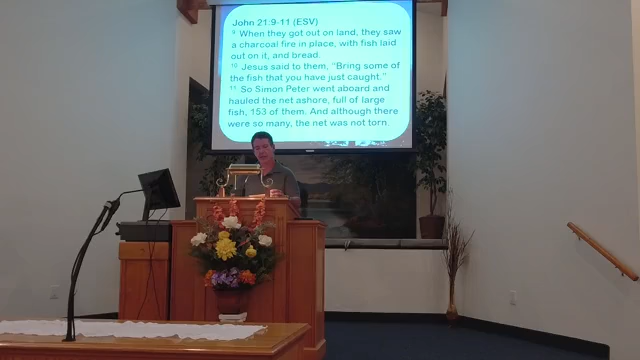 John 21.9-11 (ESV)
9 When they got out on land, they saw
a charcoal fire in place, with fish laid
out on it, and bread.
10 Jesus said to them, “Bring some of
the fish that you have just caught.”
11 So Simon Peter went aboard and
hauled the net ashore, full of large
fish, 153 of them. And although there
were so many, the net was not torn.